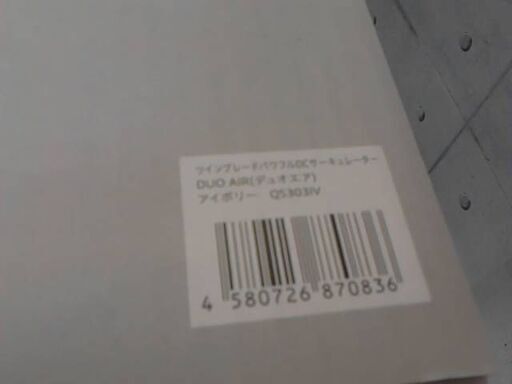 ツインブレードパワフルDCサーキュレーター
DUO AIR(デュオエア)
アイボリー QS303IV
4 580726 870836